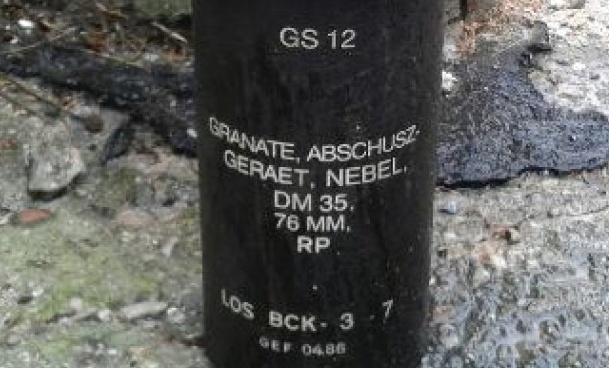 GS 12
GRANATE, ABSCHUSZ-
GERAET, NEBEL,
DM 35,
76 MM,
RP
LOS BCK - 3 - 7
GEF 0486